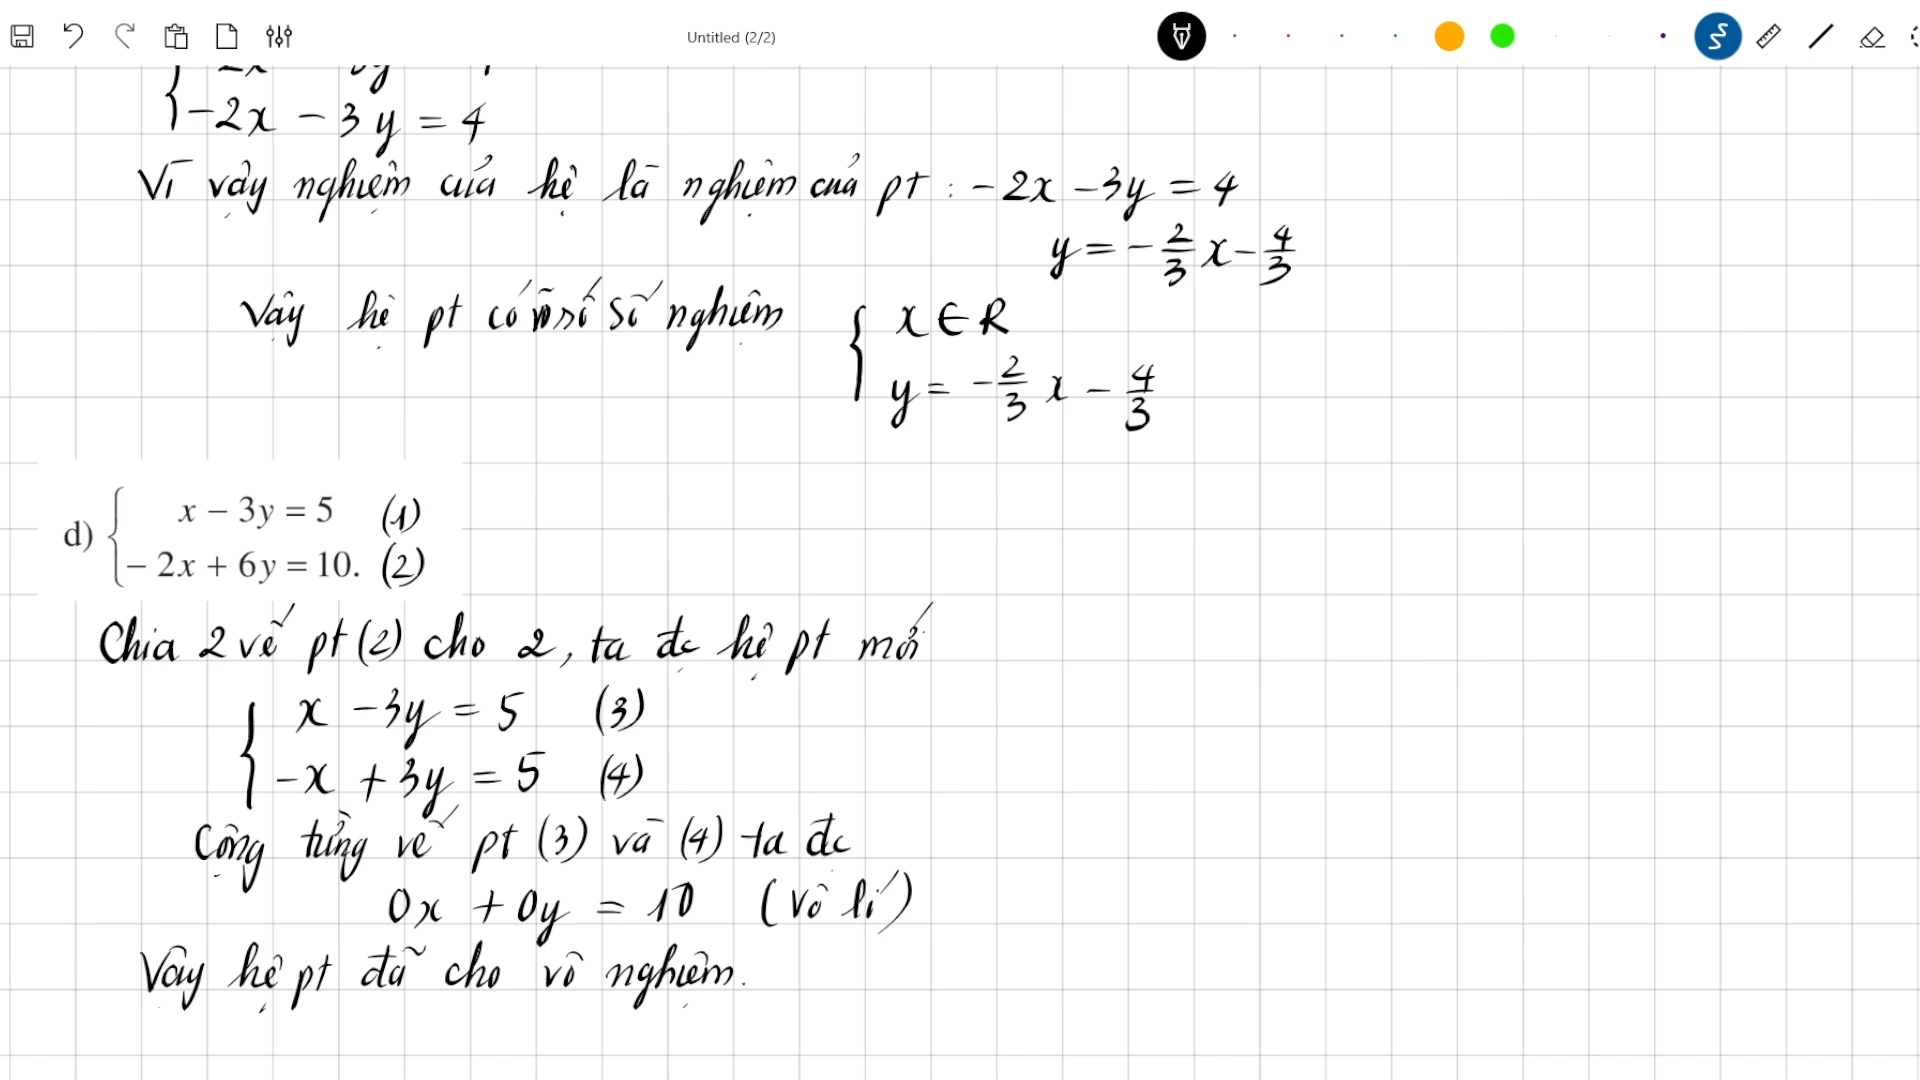 Untitled (2/2)
-2x - 3y = 4
Vì vậy nghiệm của hệ là nghiệm của pt : -2x - 3y = 4
y = -2/3 x - 4/3
Vậy hệ pt có số nghiệm
{ x ∈ R
y = -2/3 x - 4/3
d) { x − 3y = 5 (1)
− 2x + 6y = 10. (2)
Chia 2 vế pt (2) cho 2, ta đc hệ pt mới
{ x - 3y = 5 (3)
-x + 3y = 5 (4)
Cộng từng vế pt (3) và (4) ta đc
0x + 0y = 10 (vô lí)
Vậy hệ pt đã cho vô nghiệm.